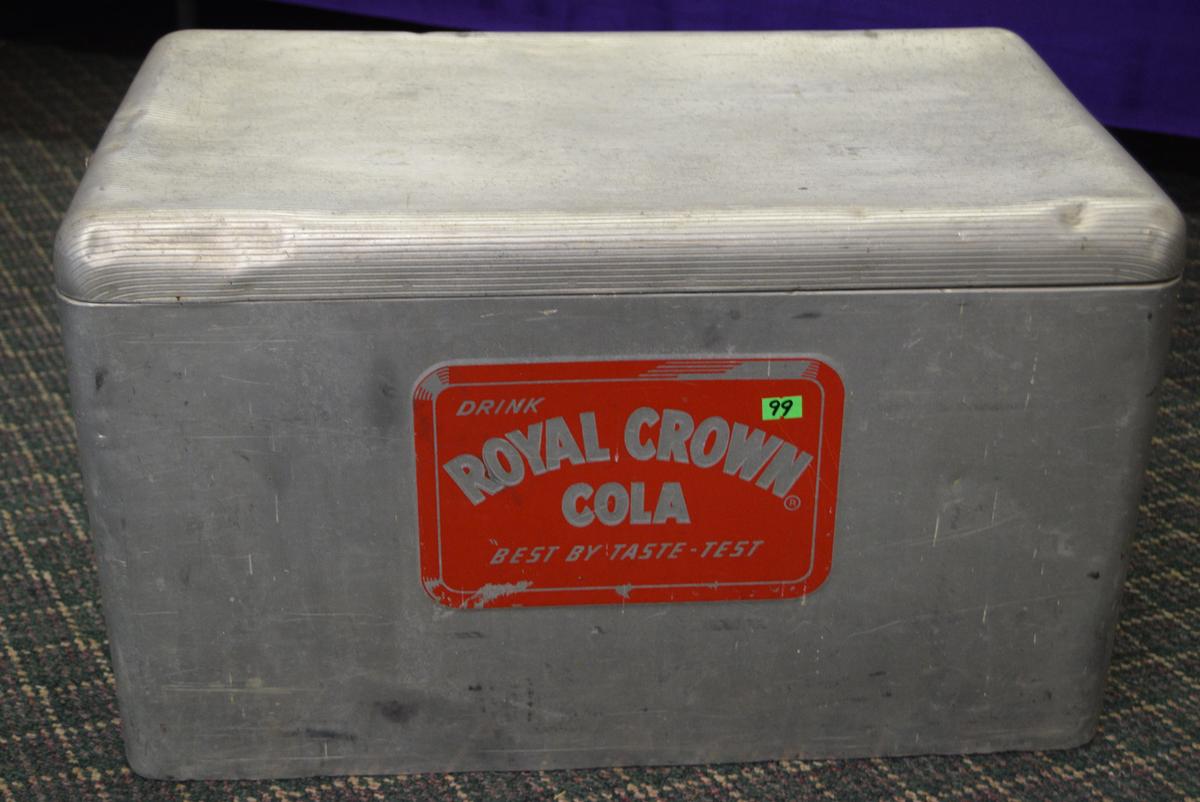 DRINK
99
ROYAL CROWN
COLA
®
BEST BY TASTE-TEST